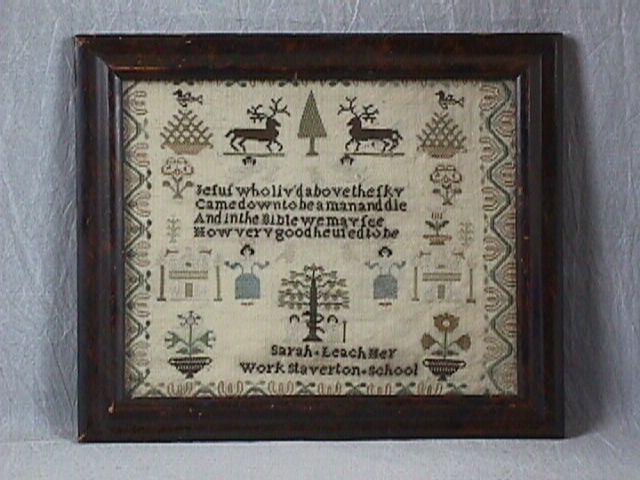 Jesus who liv'd above the sky
Came down to be a man and die
And in the Bible we may see
How very good he used to be
Sarah • Leach Her
Work Staverton • School